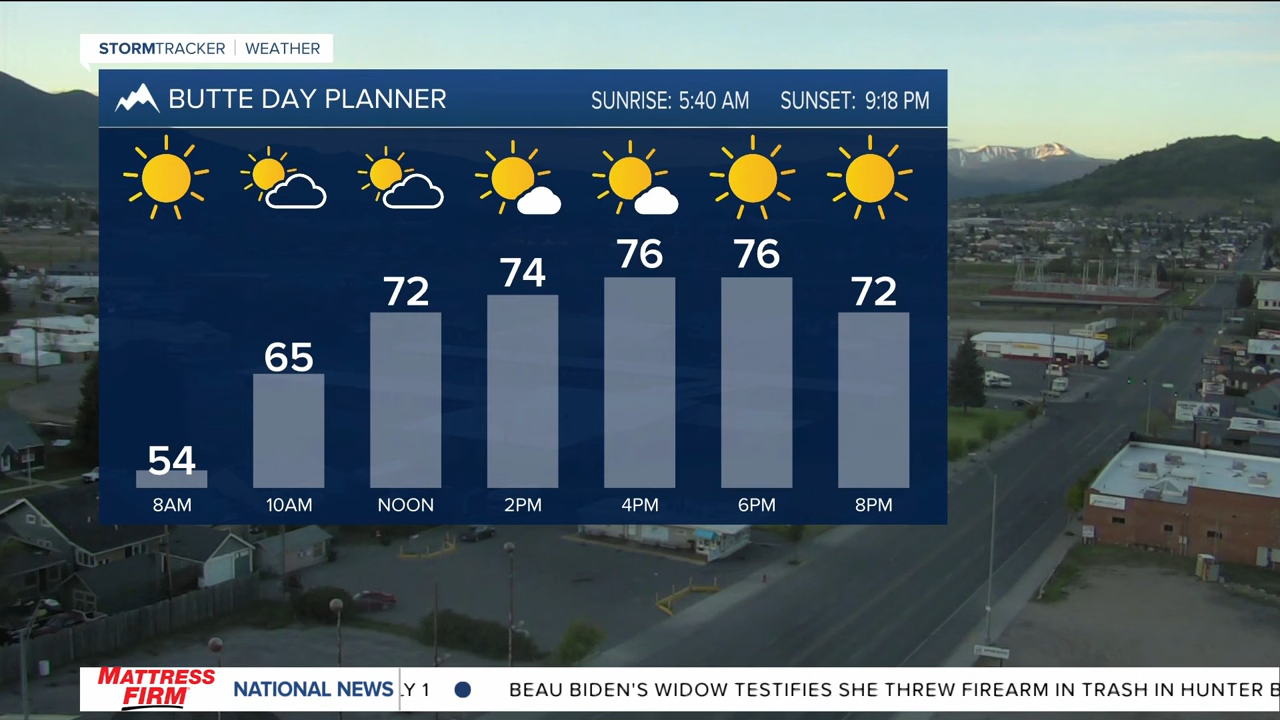 STORMTRACKER | WEATHER
BUTTE DAY PLANNER SUNRISE: 5:40 AM SUNSET: 9:18 PM
54 65 72 74 76 76 72
8AM 10AM NOON 2PM 4PM 6PM 8PM
MATTRESS FIRM
NATIONAL NEWS
Y 1 BEAU BIDEN'S WIDOW TESTIFIES SHE THREW FIREARM IN TRASH IN HUNTER B